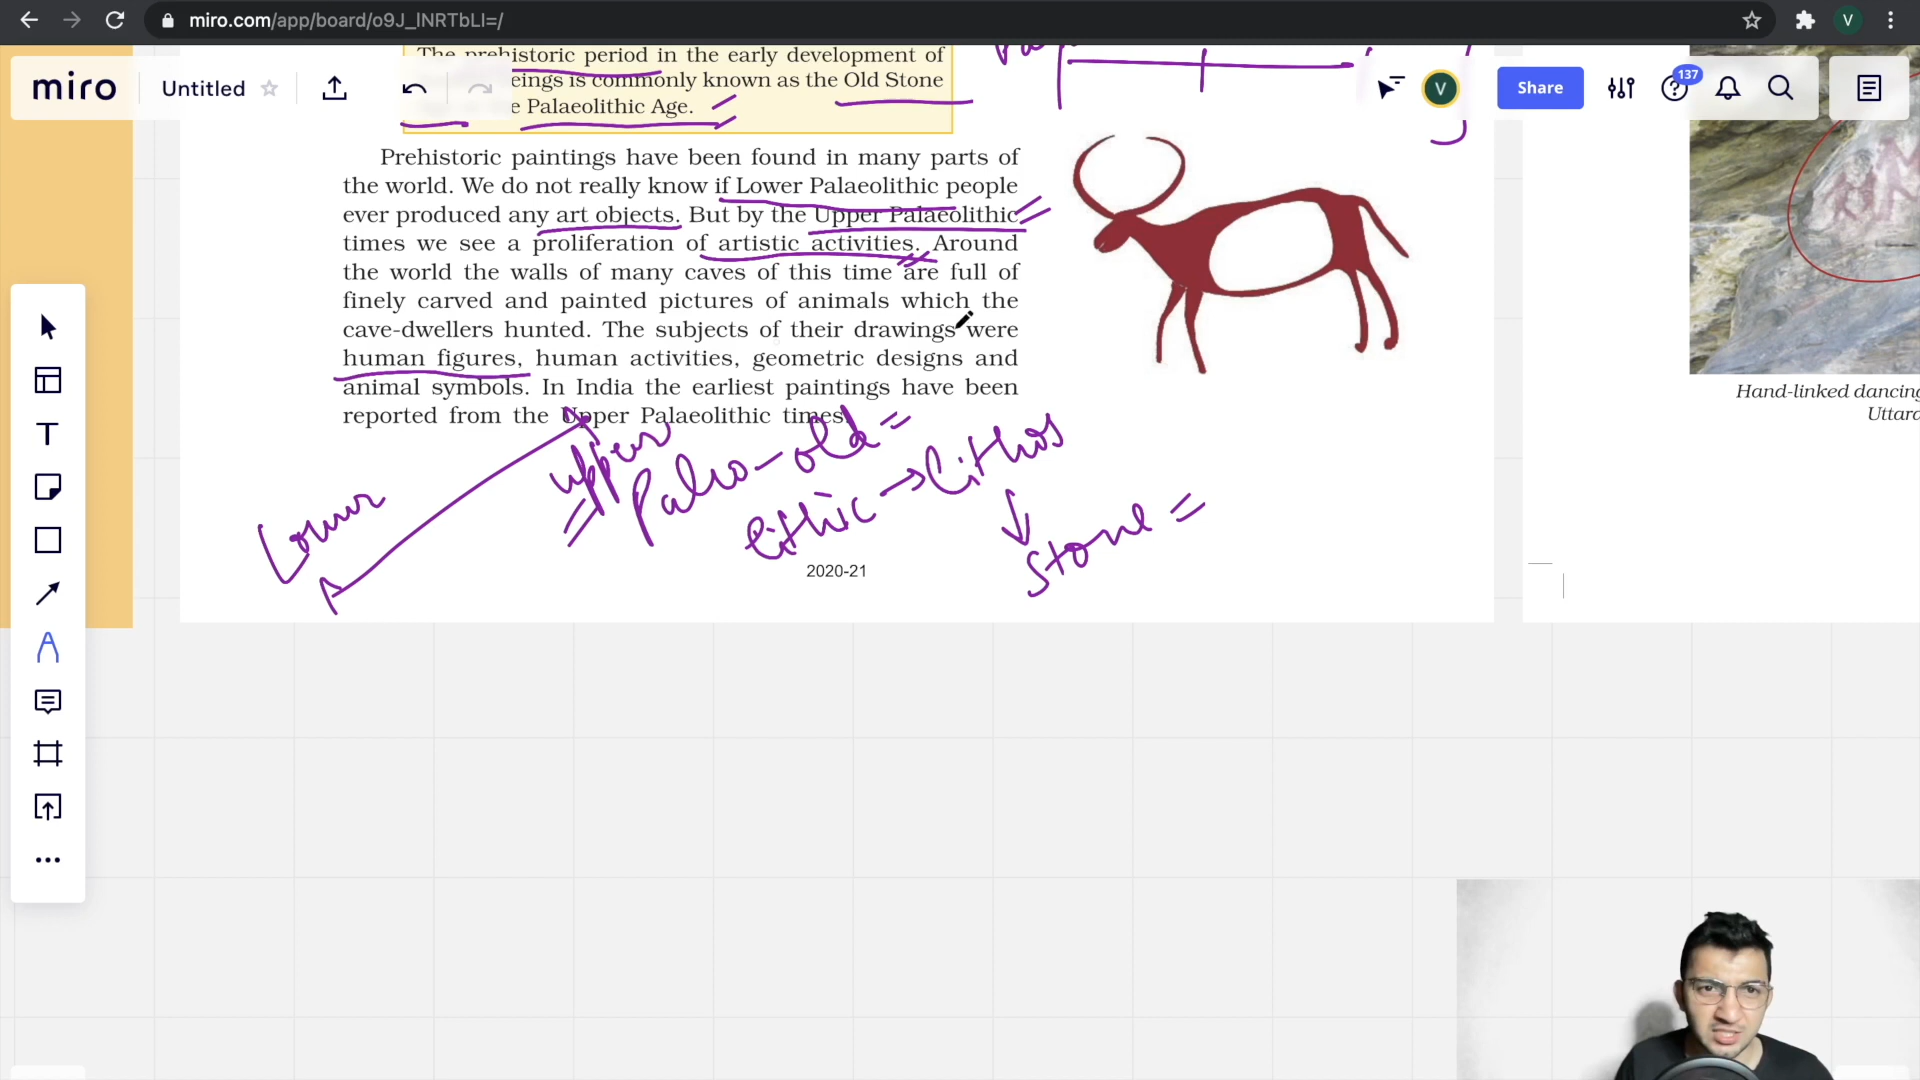 miro.com/app/board/o9J_lNRTbLI=/
V
The prehistoric period in the early development of
eings is commonly known as the Old Stone
e Palaeolithic Age.
miro
Untitled
V
Share
137
Prehistoric paintings have been found in many parts of
the world. We do not really know if Lower Palaeolithic people
ever produced any art objects. But by the Upper Palaeolithic
times we see a proliferation of artistic activities. Around
the world the walls of many caves of this time are full of
finely carved and painted pictures of animals which the
cave-dwellers hunted. The subjects of their drawings were
human figures, human activities, geometric designs and
animal symbols. In India the earliest paintings have been
reported from the Upper Palaeolithic times.
Hand-linked dancing
Uttara
Lower
upper
Paleo - old =
lithic → lithos
stone =
2020-21
T